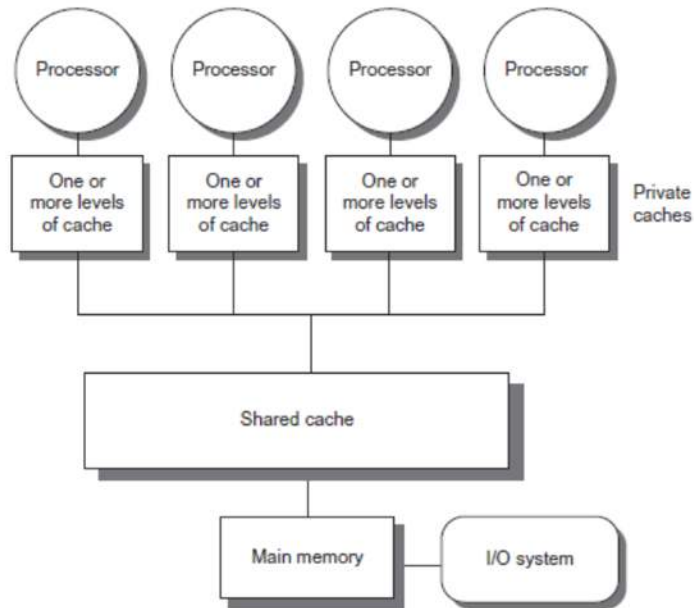 Processor
Processor
Processor
Processor
One or
more levels
of cache
One or
more levels
of cache
One or
more levels
of cache
One or
more levels
of cache
Private
caches
Shared cache
Main memory
I/O system